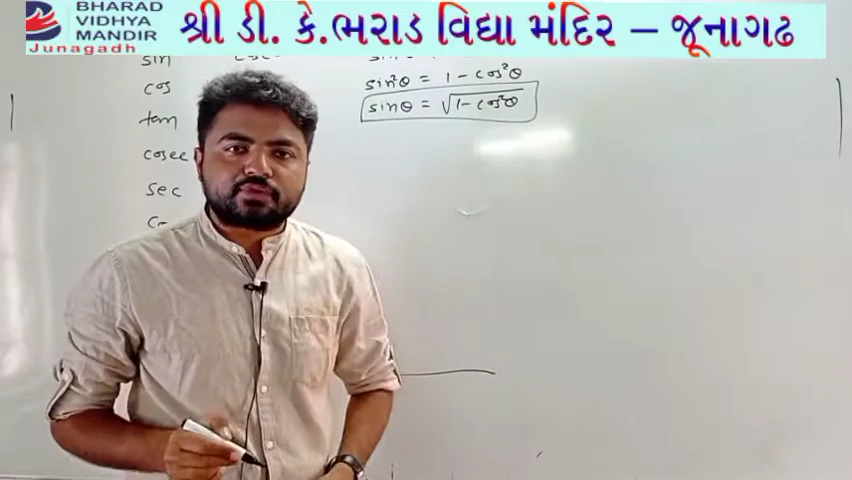 BHARAD
VIDHYA
MANDIR
Junagadh
શ્રી ડી. કે.ભરાડ વિદ્યા મંદિર – જૂનાગઢ
sin
cos
tan
cosec
sec
sin²θ = 1 - cos²θ
sinθ = √1 - cos²θ